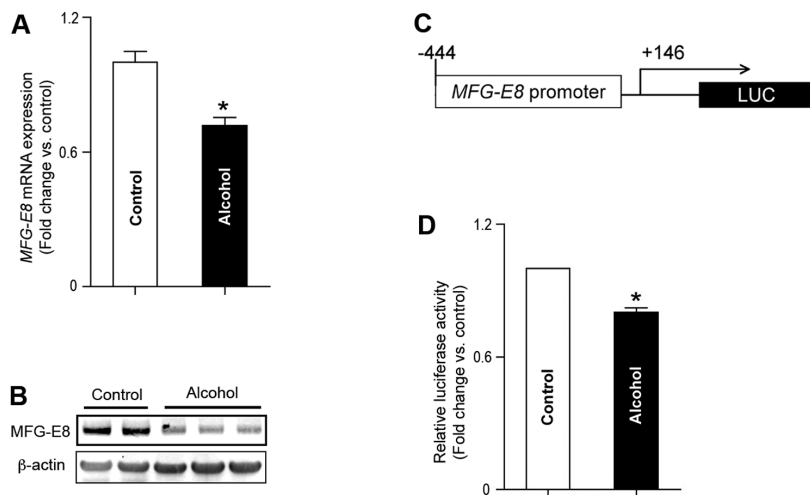 A
1.2
0.6
0
MFG-E8 mRNA expression
(Fold change vs. control)
Control
*
Alcohol
B
Control Alcohol
MFG-E8
β-actin
C
-444
+146
MFG-E8 promoter
LUC
D
1.2
0.6
0
Relative luciferase activity
(Fold change vs. control)
Control
*
Alcohol